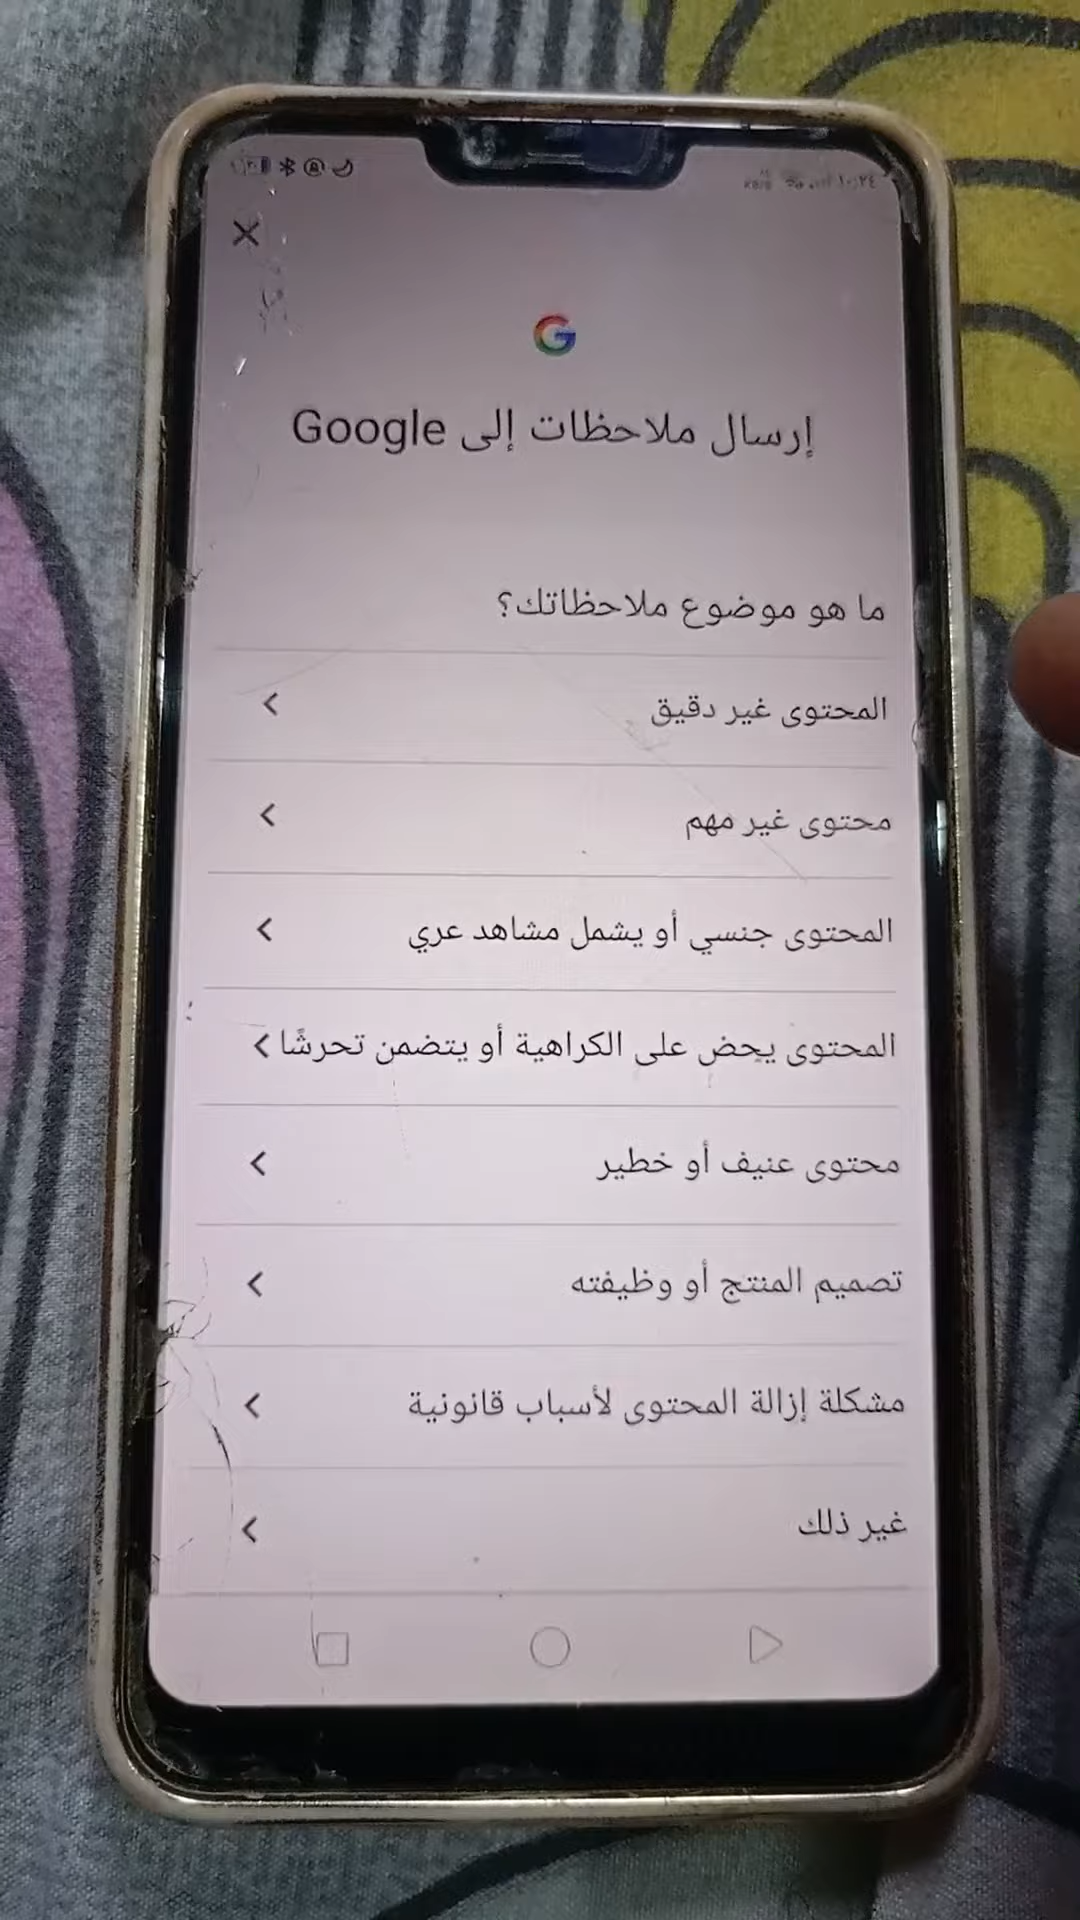 ١٠:٢٤
إرسال ملاحظات إلى Google
ما هو موضوع ملاحظاتك؟
المحتوى غير دقيق
محتوى غير مهم
المحتوى جنسي أو يشمل مشاهد عري
المحتوى يحض على الكراهية أو يتضمن تحرشًا
محتوى عنيف أو خطير
تصميم المنتج أو وظيفته
مشكلة إزالة المحتوى لأسباب قانونية
غير ذلك